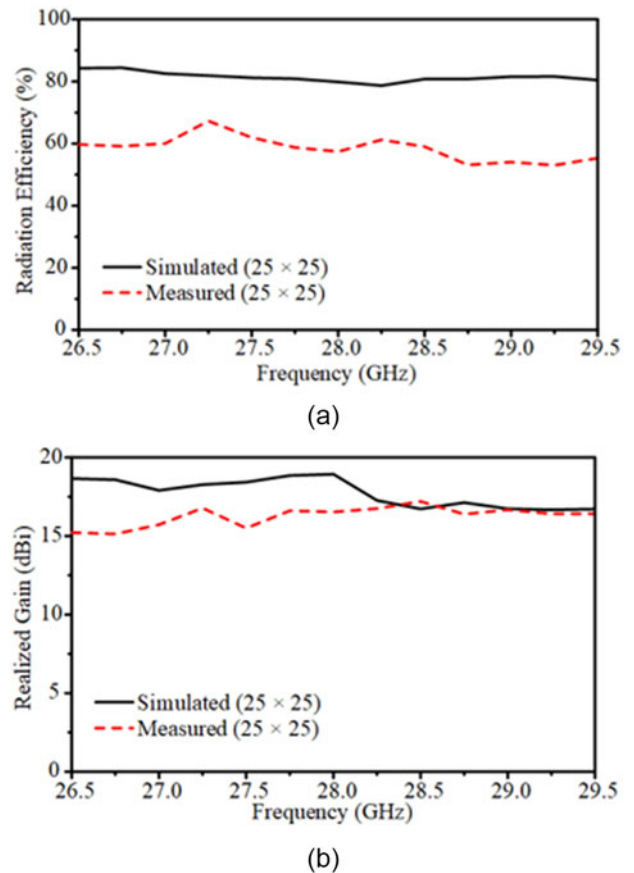 100
80
60
40
20
0
Radiation Efficiency (%)
Simulated (25 × 25)
Measured (25 × 25)
26.5 27.0 27.5 28.0 28.5 29.0 29.5
Frequency (GHz)
(a)
20
15
10
5
0
Realized Gain (dBi)
Simulated (25 × 25)
Measured (25 × 25)
26.5 27.0 27.5 28.0 28.5 29.0 29.5
Frequency (GHz)
(b)